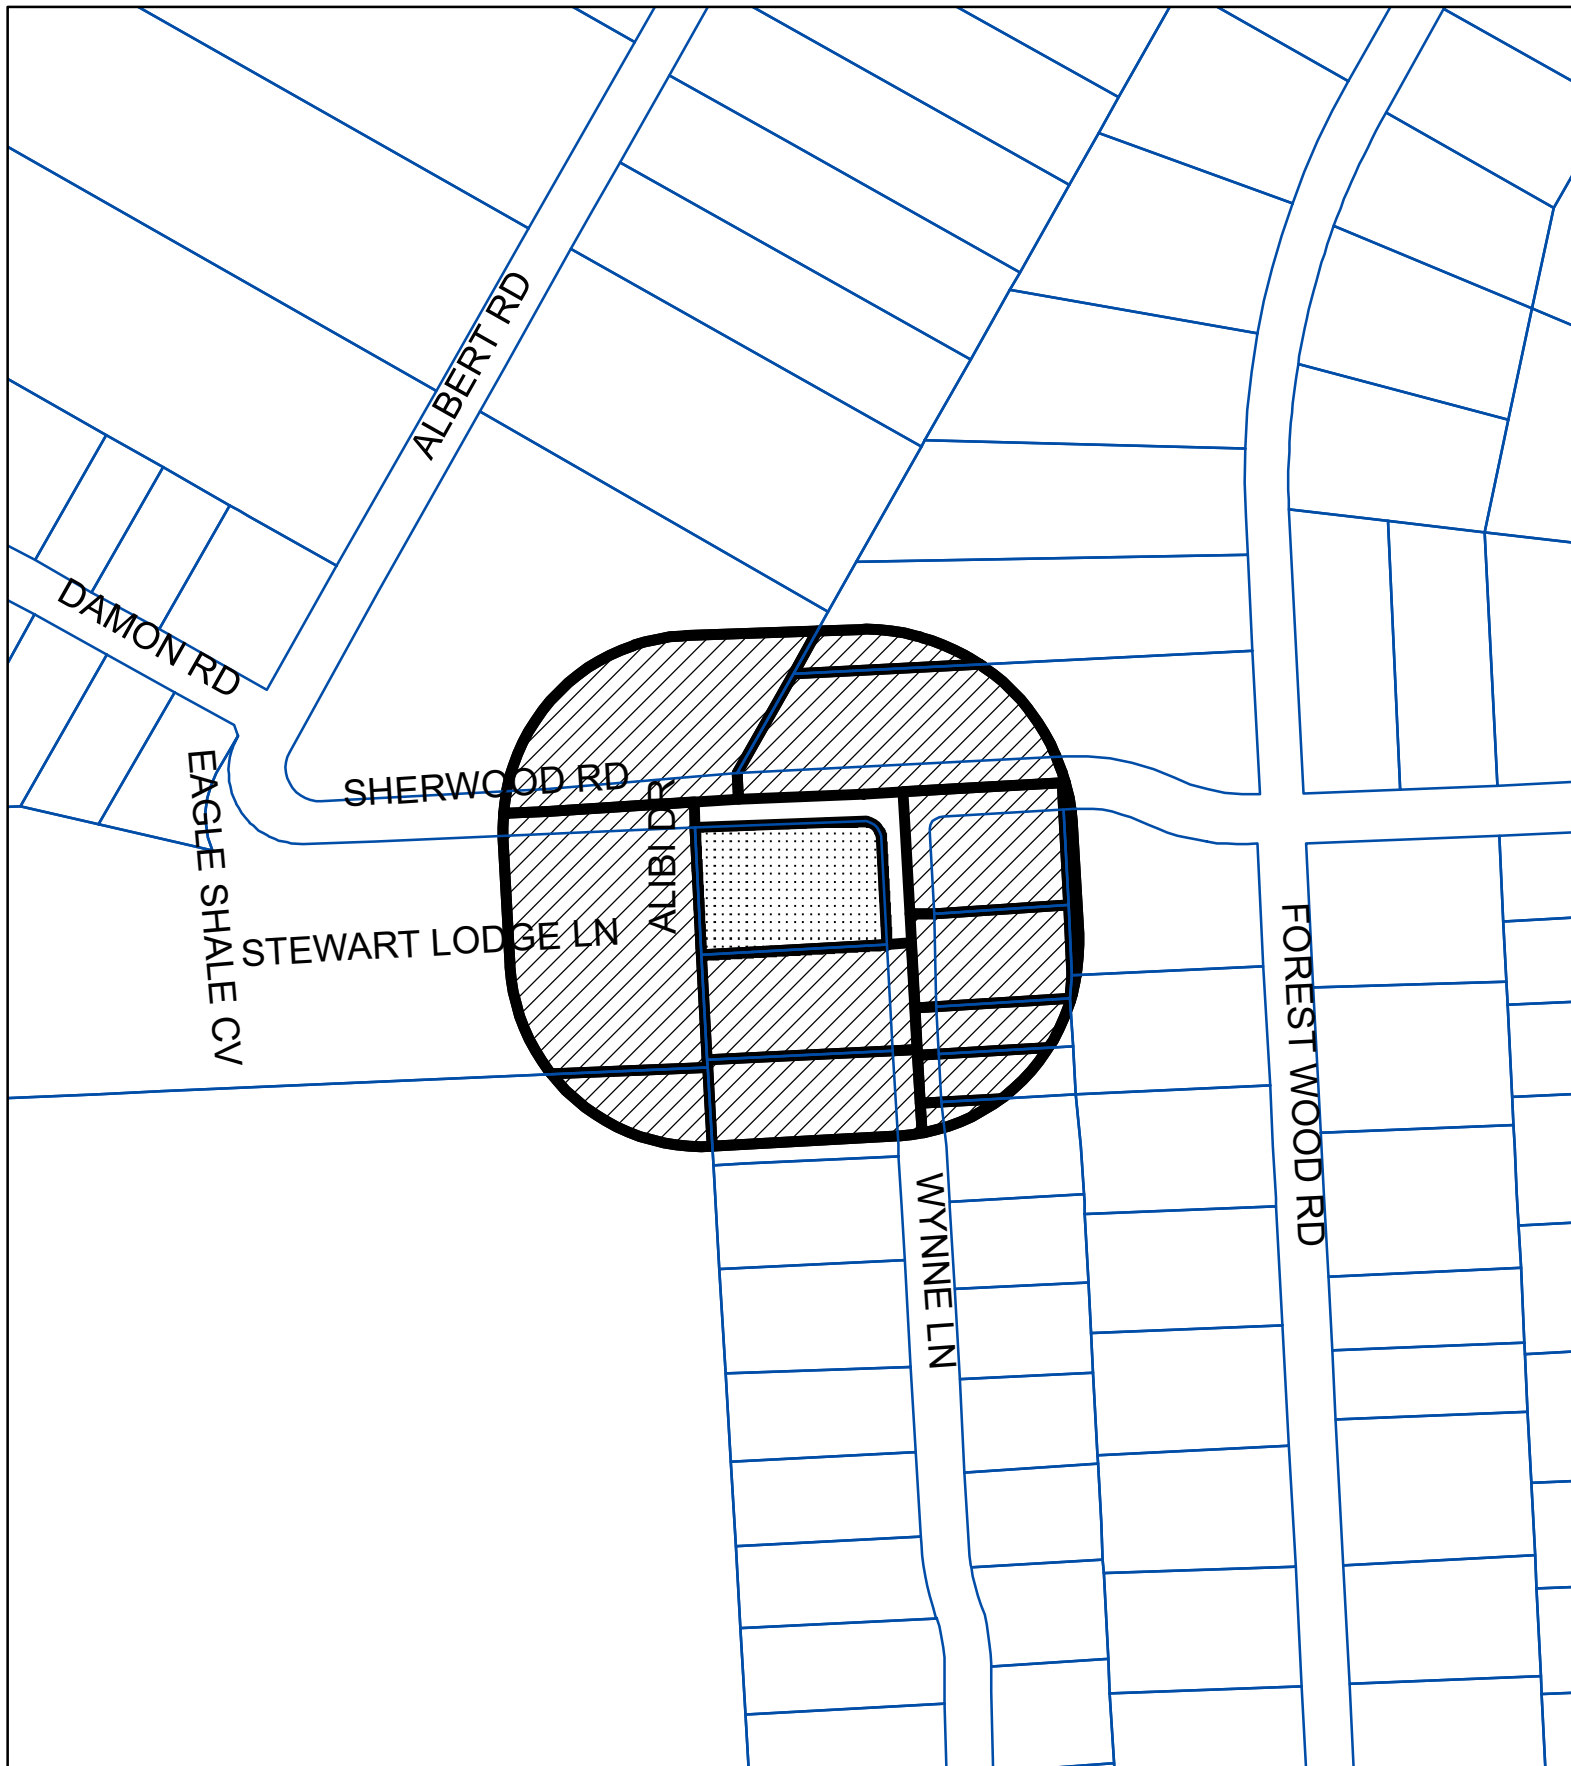 ALBERT RD
DAMON RD
SHERWOOD RD
EAGLE SHALE CV
ALIBI DR
STEWART LODGE LN
FOREST WOOD RD
WYNNE LN